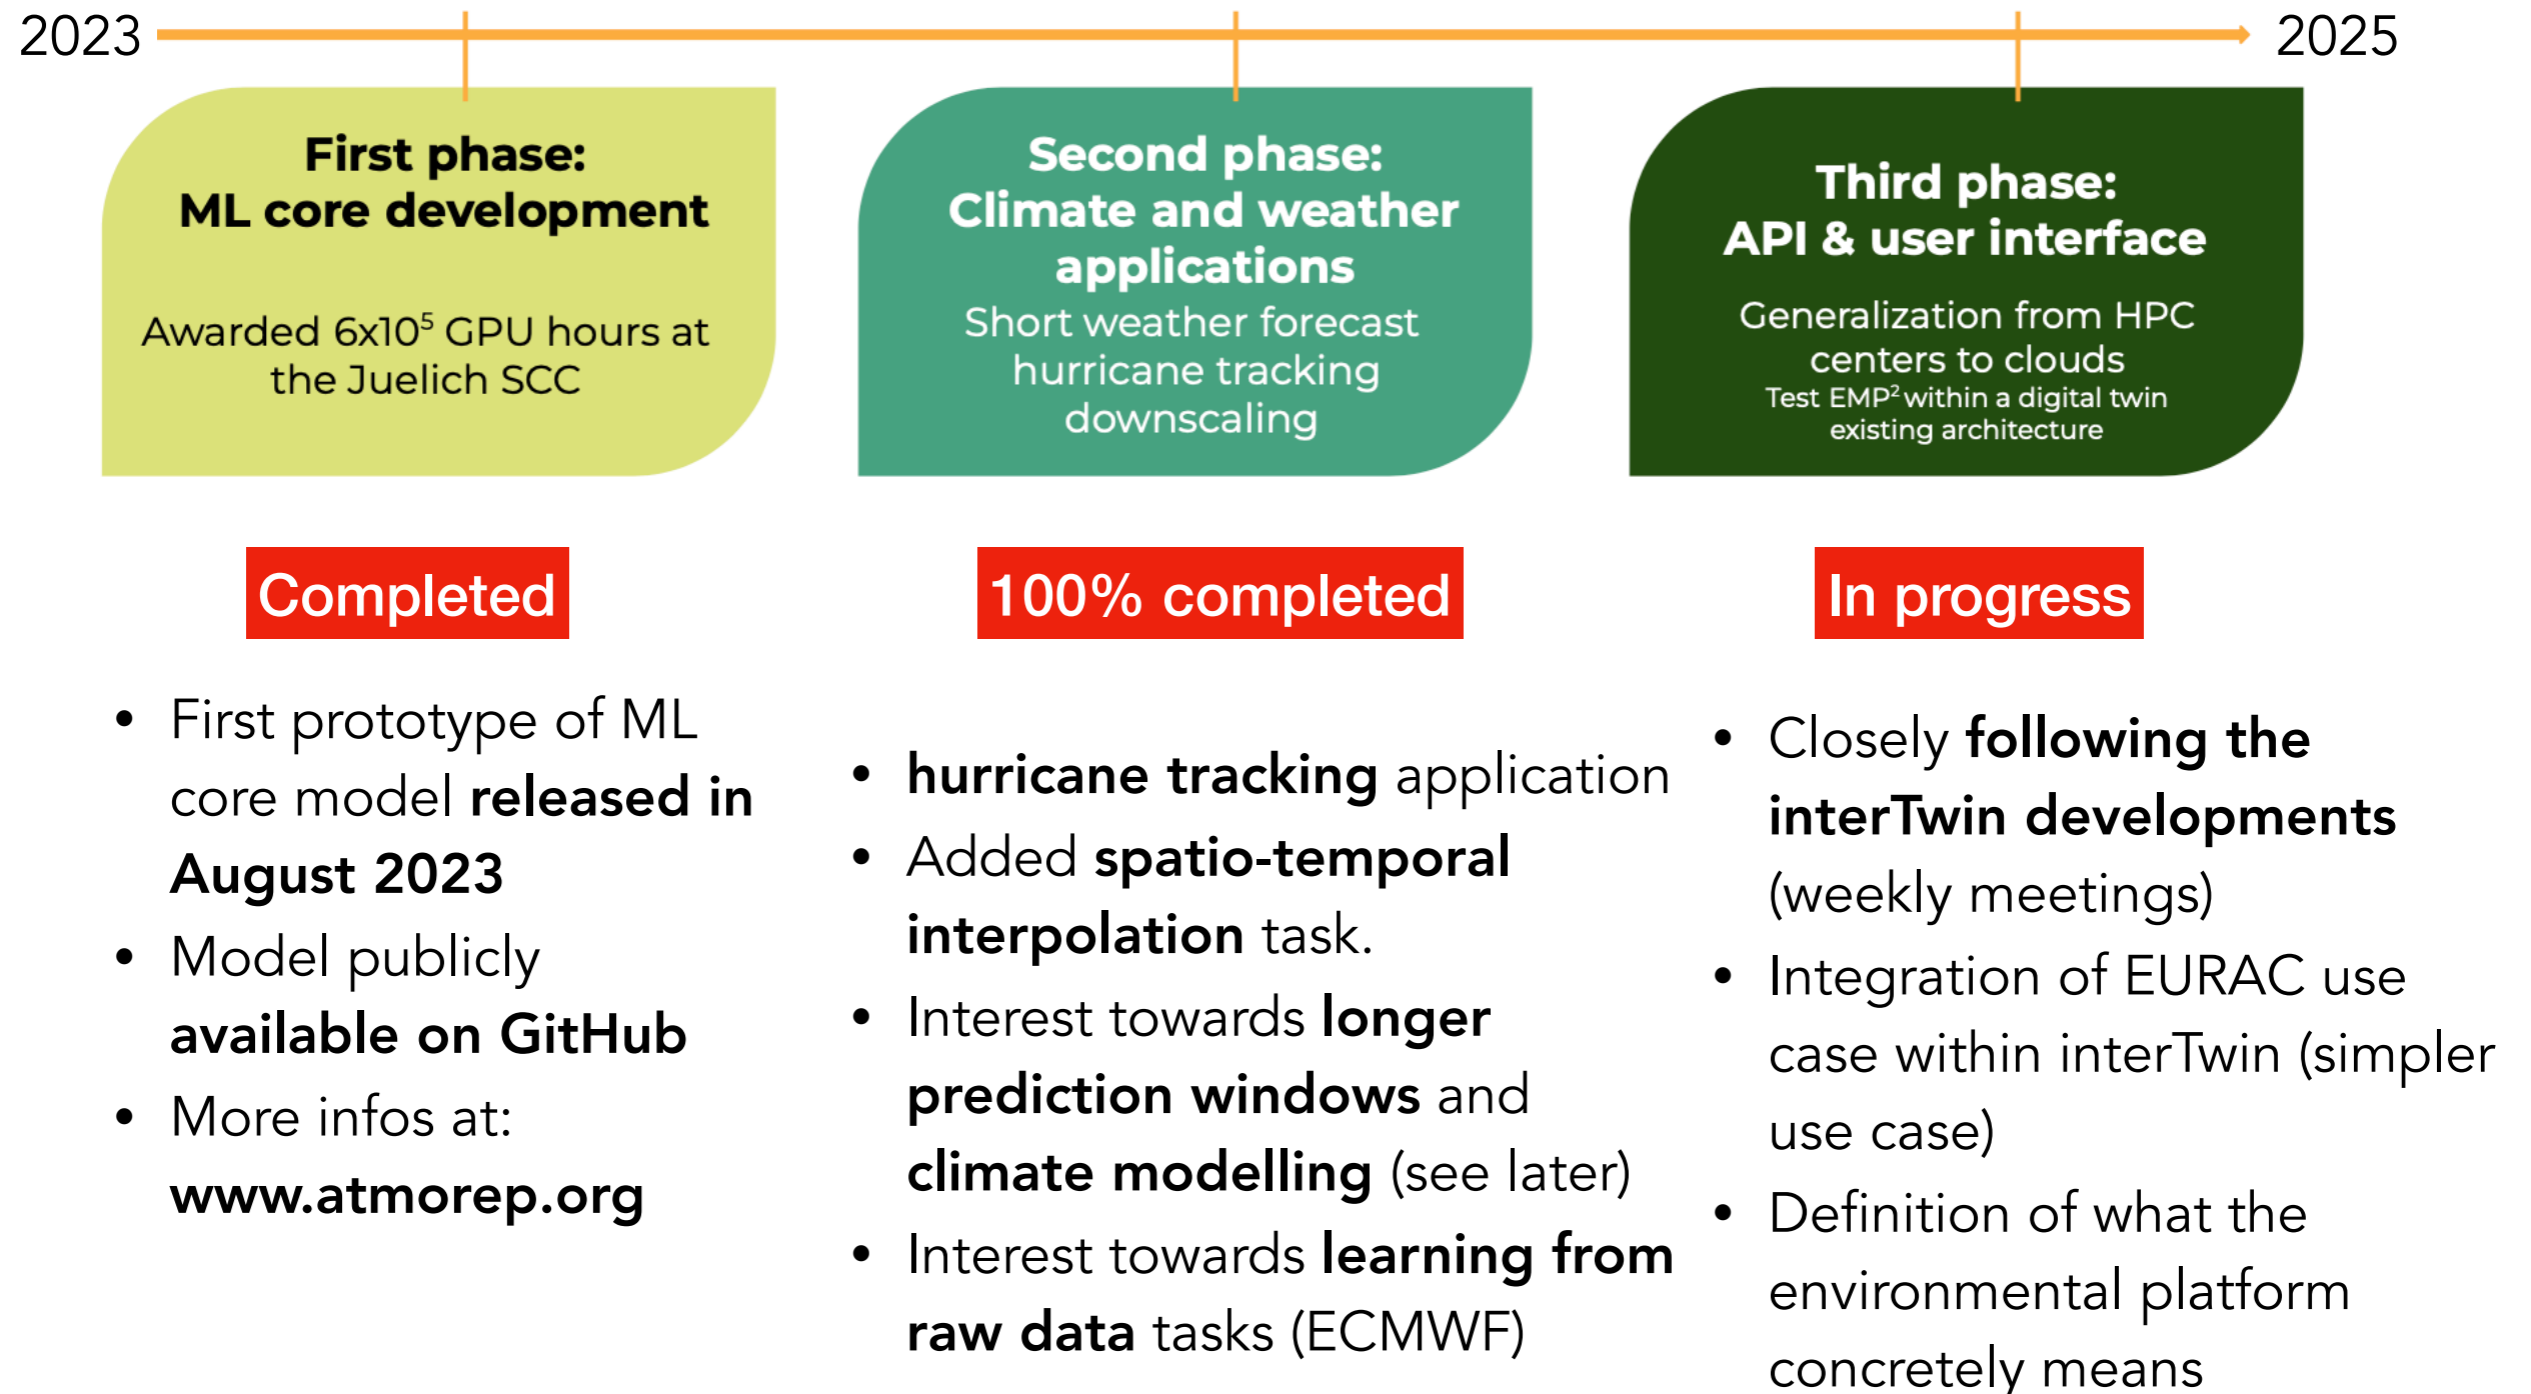 2023
2025
First phase:
ML core development
Awarded 6x10⁵ GPU hours at
the Juelich SCC
Second phase:
Climate and weather
applications
Short weather forecast
hurricane tracking
downscaling
Third phase:
API & user interface
Generalization from HPC
centers to clouds
Test EMP² within a digital twin
existing architecture
Completed
100% completed
In progress
• First prototype of ML
core model released in
August 2023
• Model publicly
available on GitHub
• More infos at:
www.atmorep.org
• hurricane tracking application
• Added spatio-temporal
interpolation task.
• Interest towards longer
prediction windows and
climate modelling (see later)
• Interest towards learning from
raw data tasks (ECMWF)
• Closely following the
interTwin developments
(weekly meetings)
• Integration of EURAC use
case within interTwin (simpler
use case)
• Definition of what the
environmental platform
concretely means